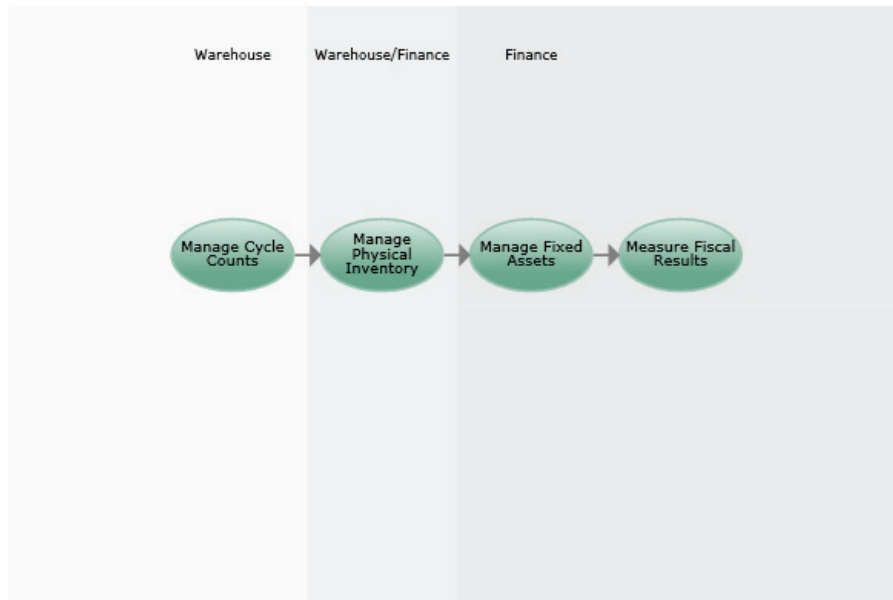 Warehouse
Warehouse/Finance
Finance
Manage Cycle
Counts
Manage
Physical
Inventory
Manage Fixed
Assets
Measure Fiscal
Results